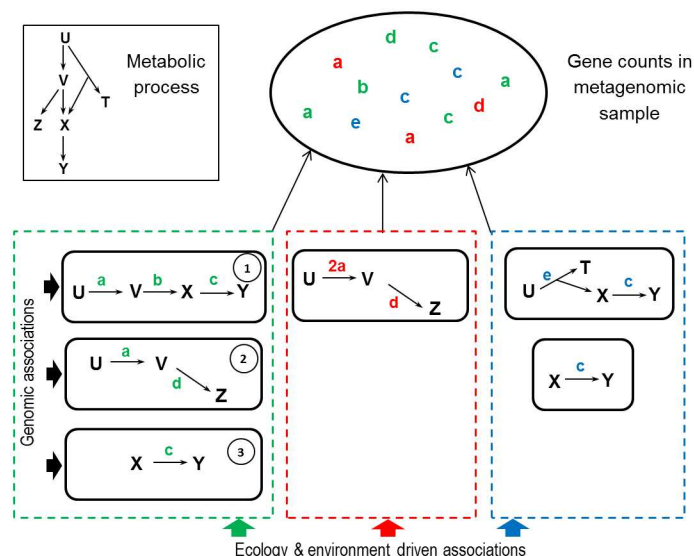 U
V
Z X T
Y
Metabolic
process
d
c
a
c
b
c
a
a
d
c
e
a
Gene counts in
metagenomic
sample
Genomic associations
1
a b c
U V X Y
2
a
U V
d
Z
3
c
X Y
2a
U V
d
Z
T
e
c
U
X Y
c
X Y
Ecology & environment driven associations